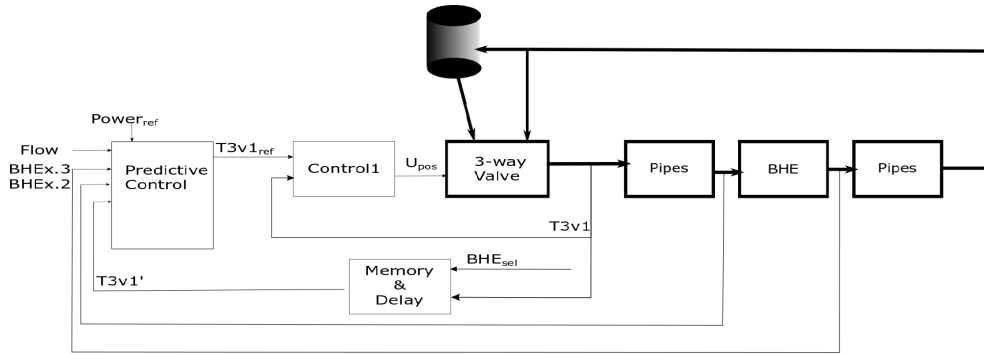 Power_ref
Flow
BHEx.3
BHEx.2
Predictive
Control
T3v1_ref
Control1
U_pos
3-way
Valve
Pipes
BHE
Pipes
T3v1
BHE_sel
Memory
&
Delay
T3v1'